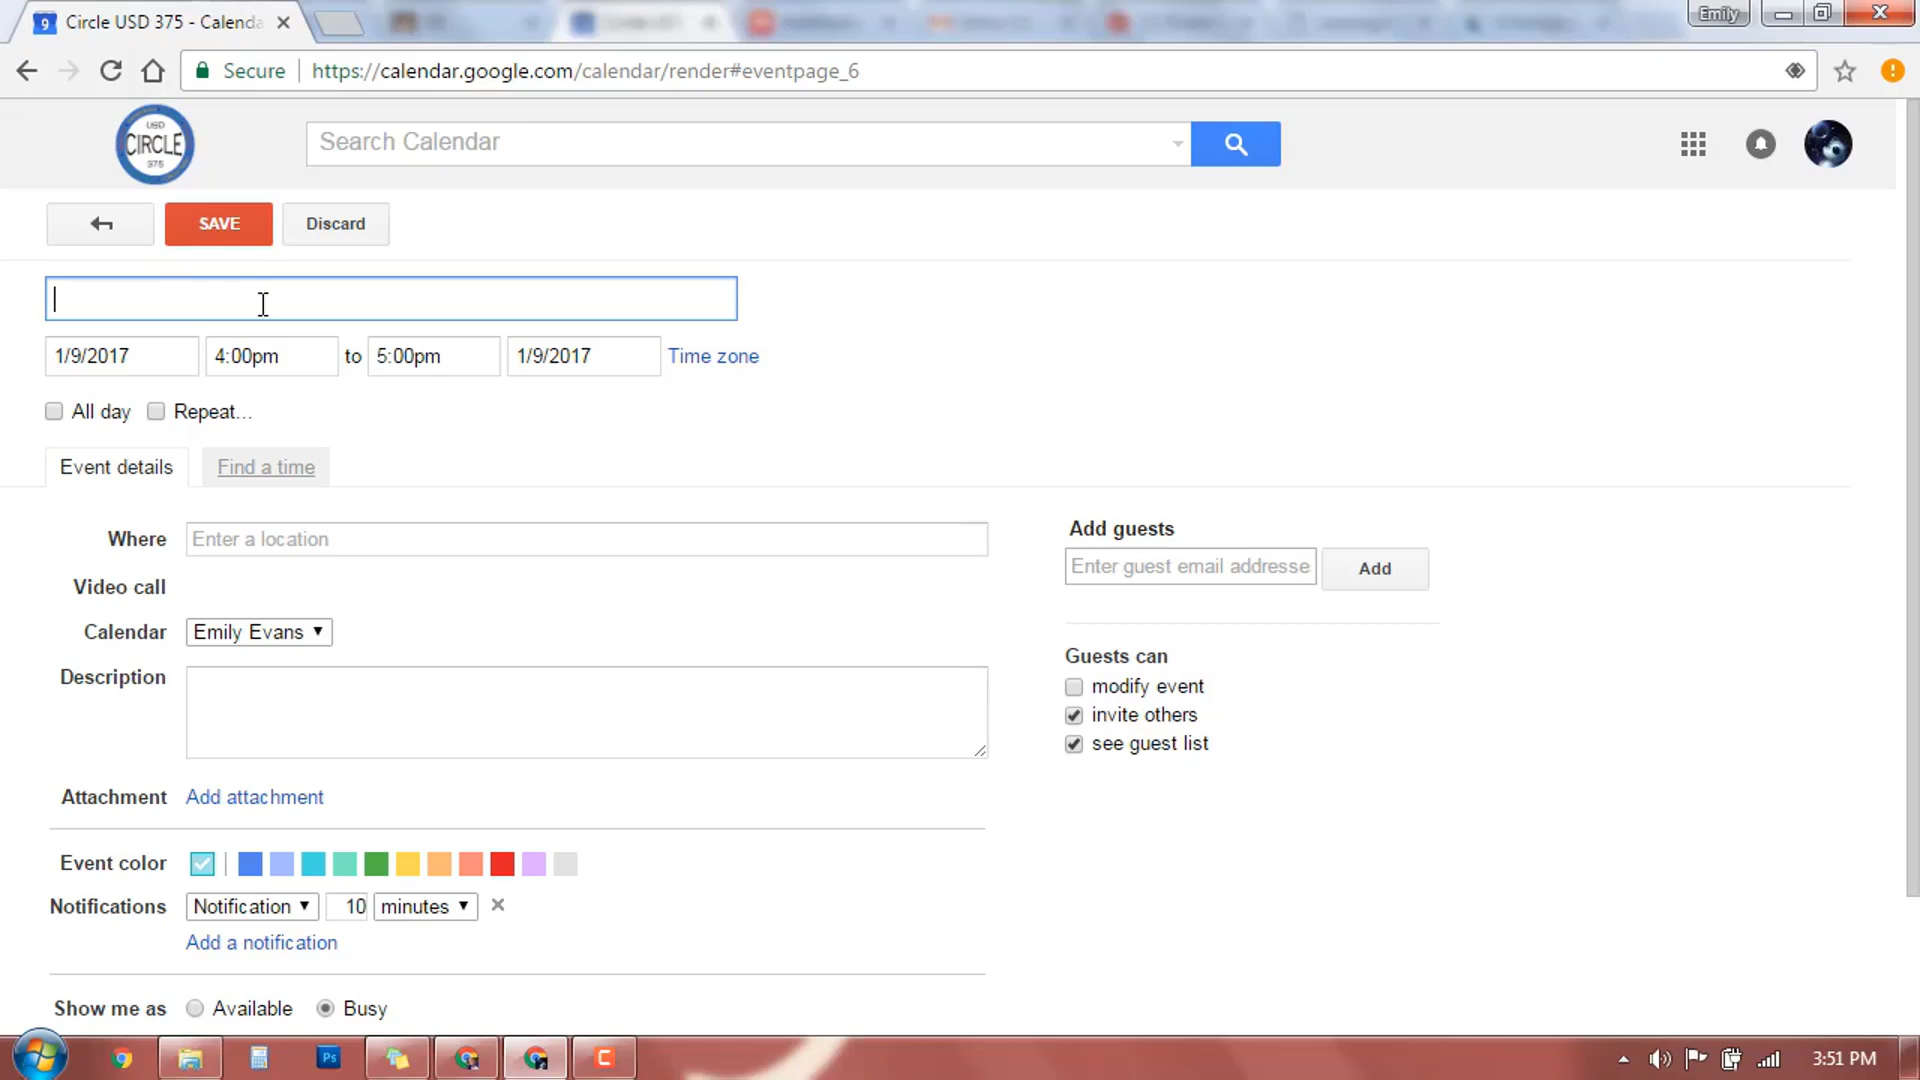 9 Circle USD 375 - Calenda
Emily
Secure https://calendar.google.com/calendar/render#eventpage_6
USD
CIRCLE
375
Search Calendar
SAVE
Discard
1/9/2017 4:00pm to 5:00pm 1/9/2017 Time zone
All day Repeat...
Event details Find a time
Where Enter a location
Video call
Calendar Emily Evans
Description
Attachment Add attachment
Event color
Notifications Notification 10 minutes
Add a notification
Show me as Available Busy
Add guests
Enter guest email addresse Add
Guests can
modify event
invite others
see guest list
Ps
C
3:51 PM